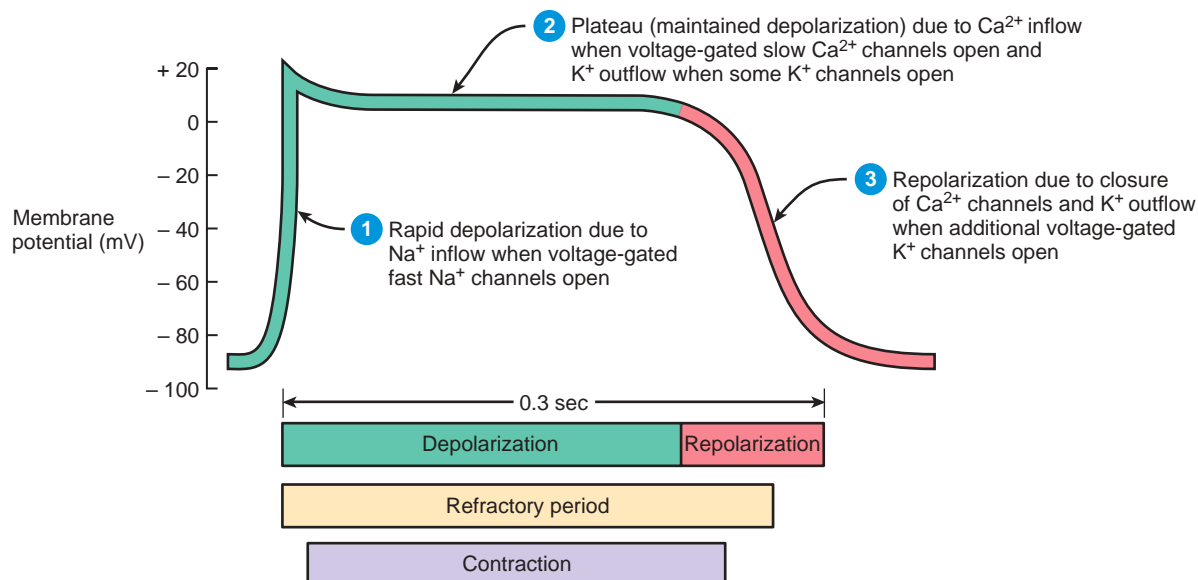 2 Plateau (maintained depolarization) due to Ca2+ inflow
when voltage-gated slow Ca2+ channels open and
K+ outflow when some K+ channels open
+ 20
0
– 20
– 40
– 60
– 80
– 100
Membrane
potential (mV)
1 Rapid depolarization due to
Na+ inflow when voltage-gated
fast Na+ channels open
3 Repolarization due to closure
of Ca2+ channels and K+ outflow
when additional voltage-gated
K+ channels open
0.3 sec
Depolarization
Repolarization
Refractory period
Contraction